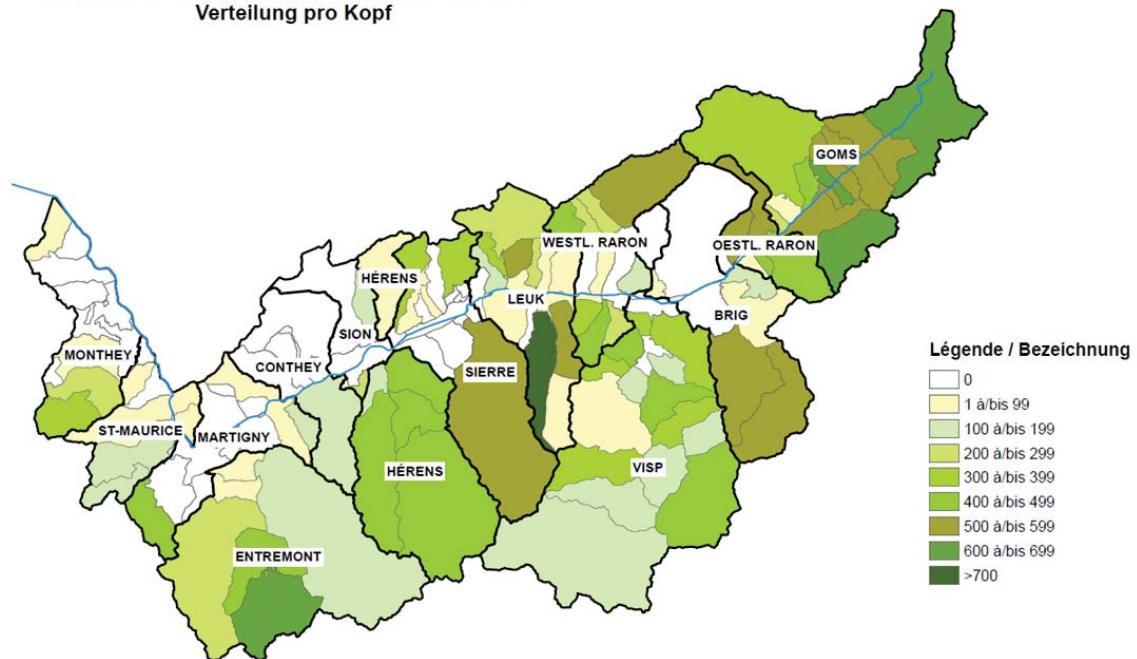 Verteilung pro Kopf
GOMS
WESTL. RARON
OESTL. RARON
HÉRENS
LEUK
BRIG
SION
MONTHEY
CONTHEY
SIERRE
ST-MAURICE
MARTIGNY
HÉRENS
VISP
ENTREMONT
Légende / Bezeichnung
0
1 à/bis 99
100 à/bis 199
200 à/bis 299
300 à/bis 399
400 à/bis 499
500 à/bis 599
600 à/bis 699
>700